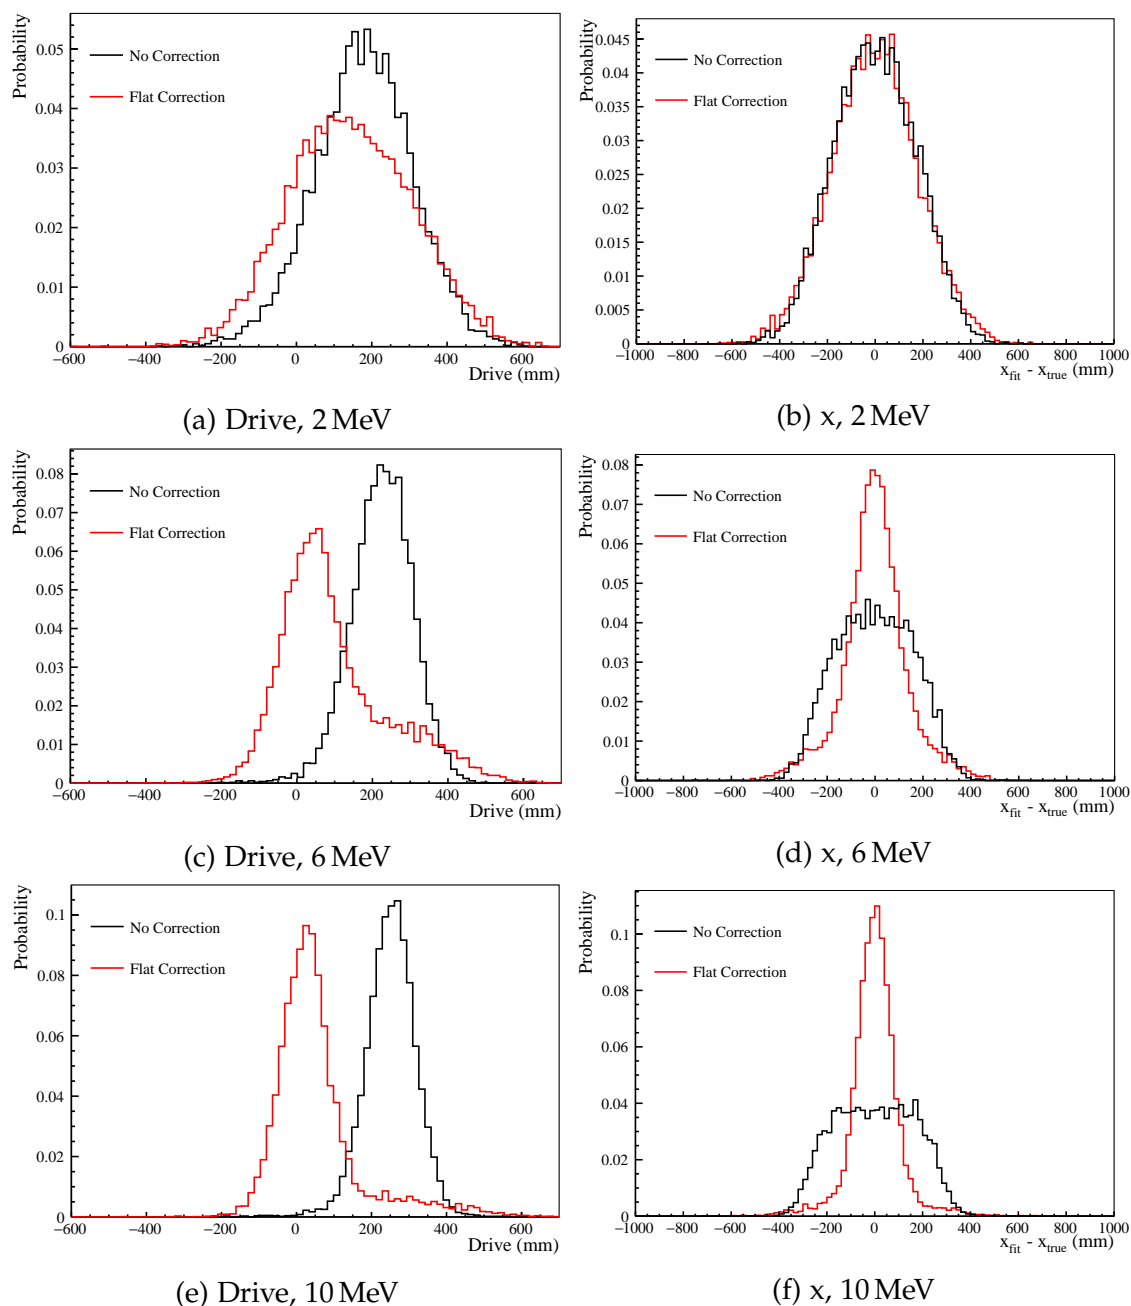 Probability
0.05
0.04
0.03
0.02
0.01
0
No Correction
Flat Correction
−600 −400 −200 0 200 400 600
Drive (mm)
(a) Drive, 2 MeV
Probability
0.045
0.04
0.035
0.03
0.025
0.02
0.015
0.01
0.005
0
No Correction
Flat Correction
−1000 −800 −600 −400 −200 0 200 400 600 800 1000
x_fit - x_true (mm)
(b) x, 2 MeV
Probability
0.08
0.07
0.06
0.05
0.04
0.03
0.02
0.01
0
No Correction
Flat Correction
−600 −400 −200 0 200 400 600
Drive (mm)
(c) Drive, 6 MeV
Probability
0.08
0.07
0.06
0.05
0.04
0.03
0.02
0.01
0
No Correction
Flat Correction
−1000 −800 −600 −400 −200 0 200 400 600 800 1000
x_fit - x_true (mm)
(d) x, 6 MeV
Probability
0.1
0.08
0.06
0.04
0.02
0
No Correction
Flat Correction
−600 −400 −200 0 200 400 600
Drive (mm)
(e) Drive, 10 MeV
Probability
0.1
0.08
0.06
0.04
0.02
0
No Correction
Flat Correction
−1000 −800 −600 −400 −200 0 200 400 600 800 1000
x_fit - x_true (mm)
(f) x, 10 MeV